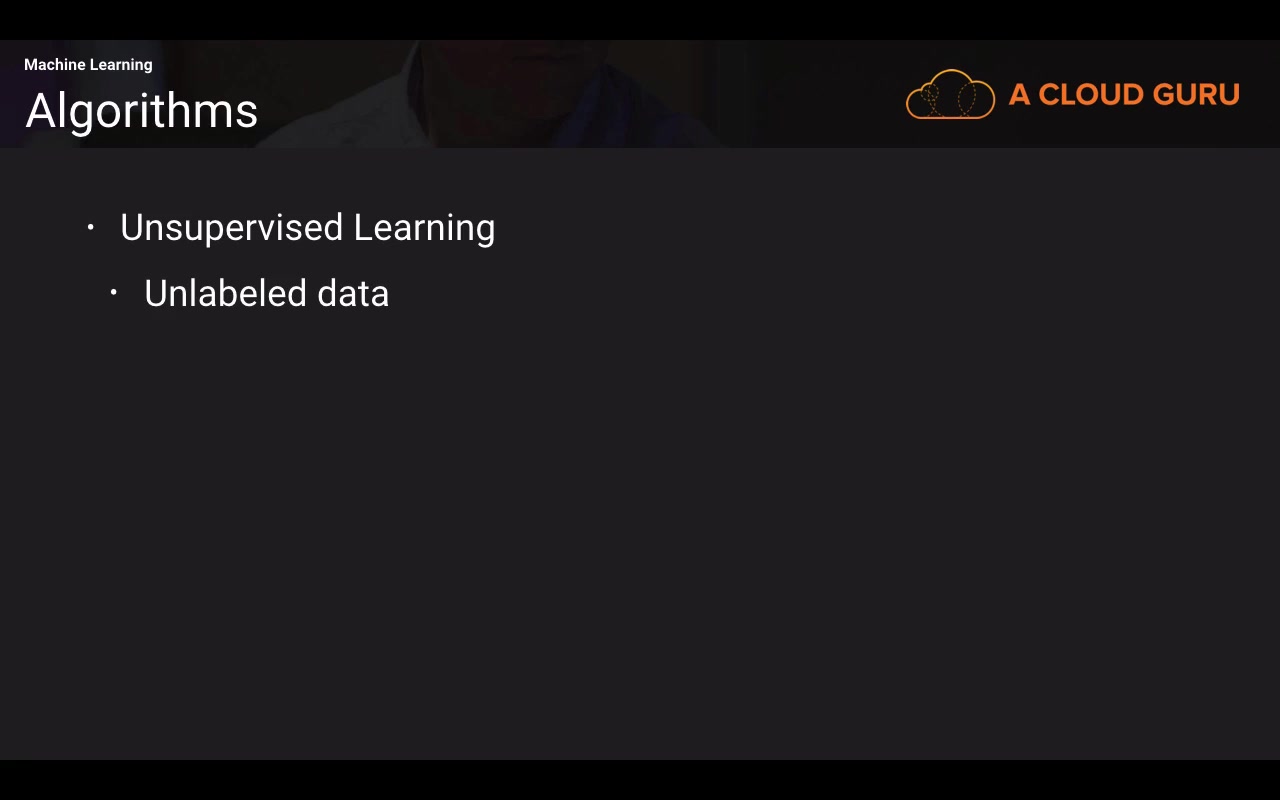 Machine Learning
Algorithms
A CLOUD GURU
• Unsupervised Learning
• Unlabeled data